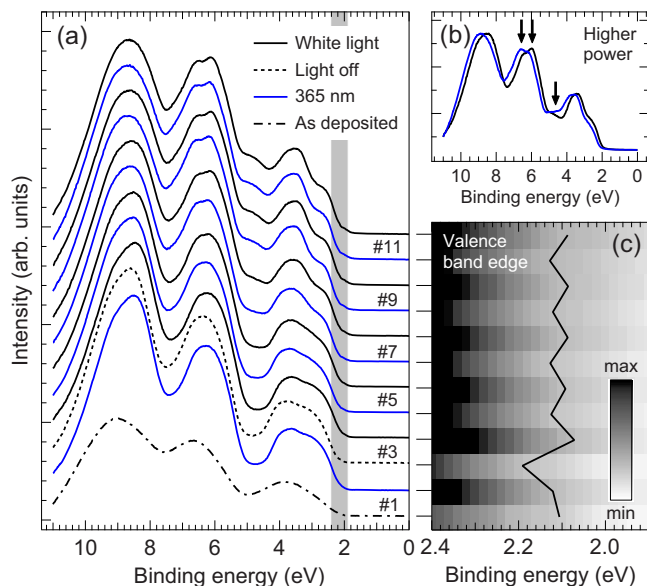 (a)
White light
Light off
365 nm
As deposited
#11
#9
#7
#5
#3
#1
10
8
6
4
2
0
Binding energy (eV)
Intensity (arb. units)
(b)
Higher
power
10
8
6
4
2
0
Binding energy (eV)
Valence
band edge
(c)
max
min
2.4
2.2
2.0
Binding energy (eV)